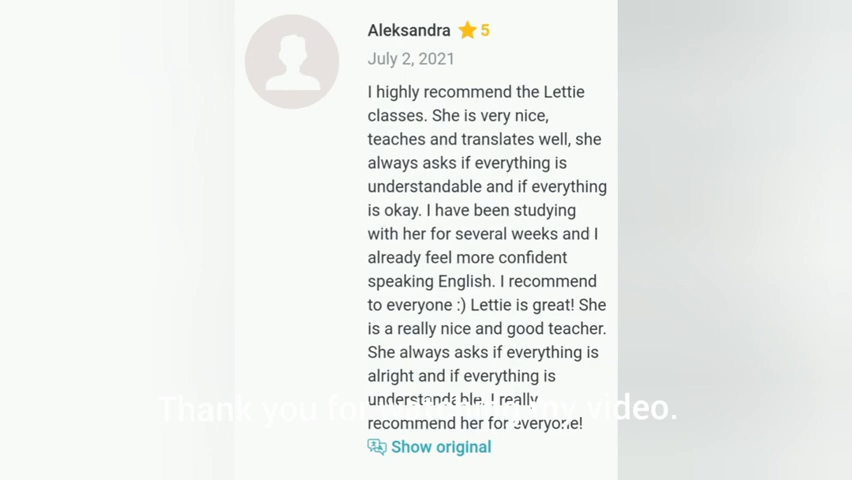 Aleksandra 5
July 2, 2021
I highly recommend the Lettie
classes. She is very nice,
teaches and translates well, she
always asks if everything is
understandable and if everything
is okay. I have been studying
with her for several weeks and I
already feel more confident
speaking English. I recommend
to everyone :) Lettie is great! She
is a really nice and good teacher.
She always asks if everything is
alright and if everything is
understandable. I really
Thank you for watching my video.
recommend her for everyone!
Show original